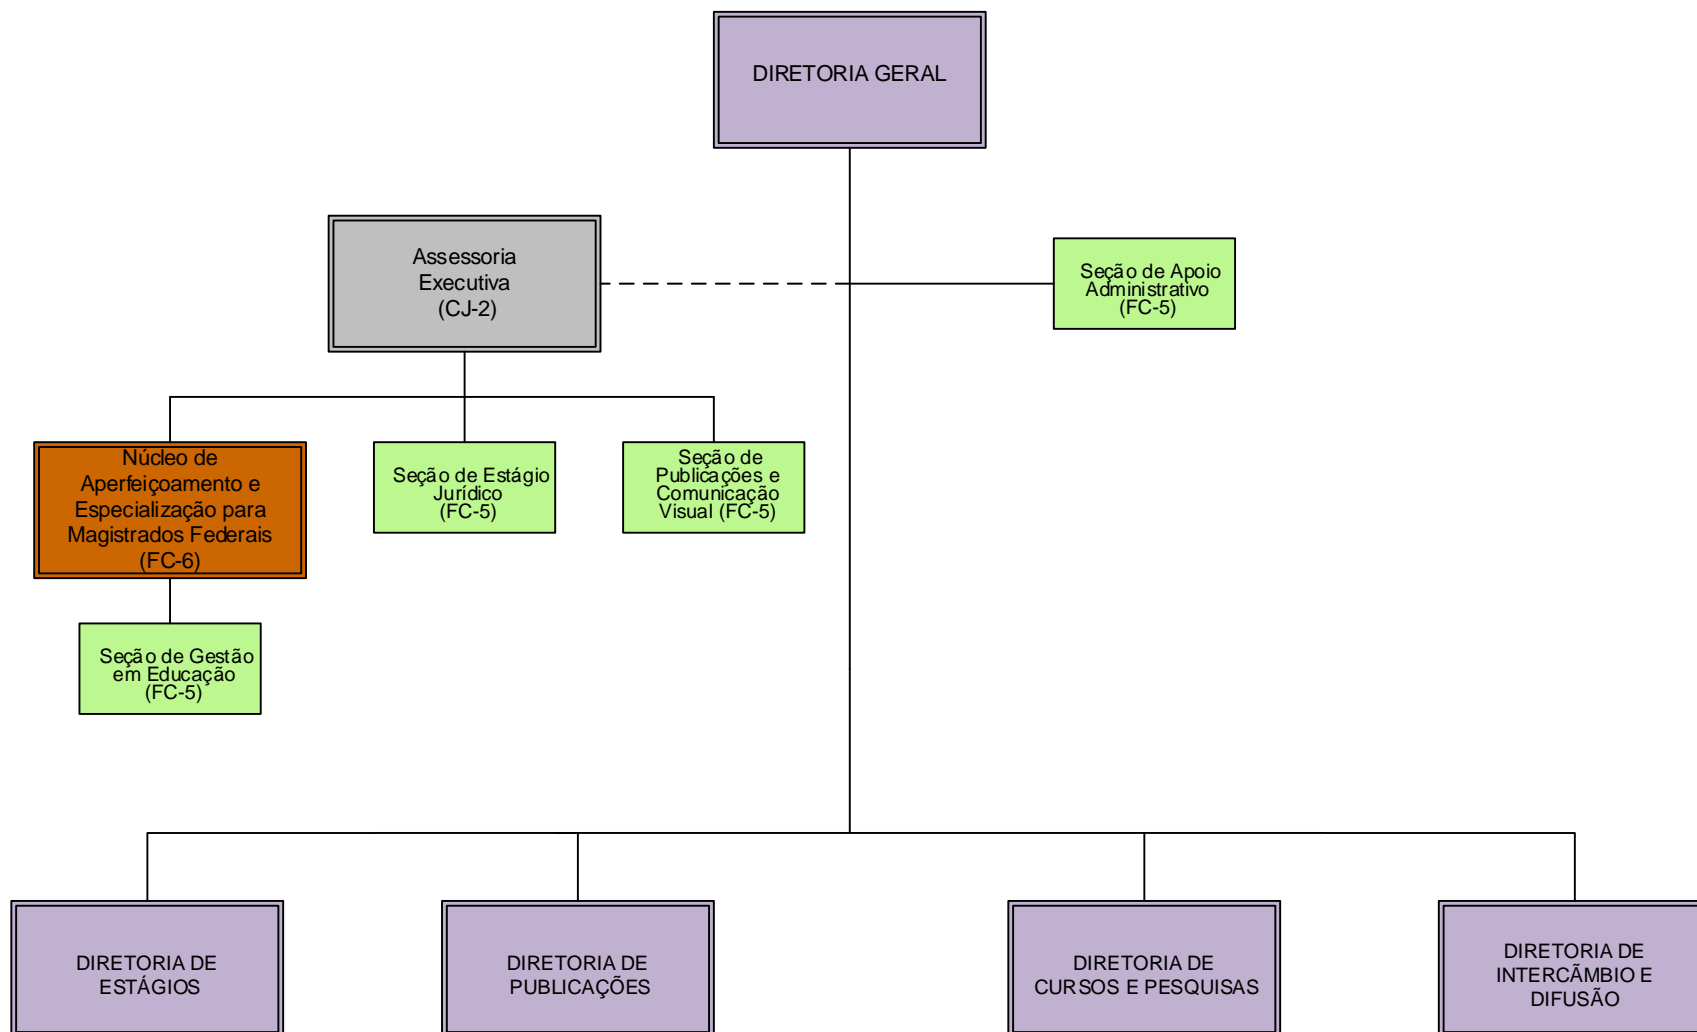 DIRETORIA GERAL
Assessoria
Executiva
(CJ-2)
Seção de Apoio
Administrativo
(FC-5)
Núcleo de
Aperfeiçoamento e
Especialização para
Magistrados Federais
(FC-6)
Seção de Estágio
Jurídico
(FC-5)
Seção de
Publicações e
Comunicação
Visual (FC-5)
Seção de Gestão
em Educação
(FC-5)
DIRETORIA DE
ESTÁGIOS
DIRETORIA DE
PUBLICAÇÕES
DIRETORIA DE
CURSOS E PESQUISAS
DIRETORIA DE
INTERCÃMBIO E
DIFUSÃO